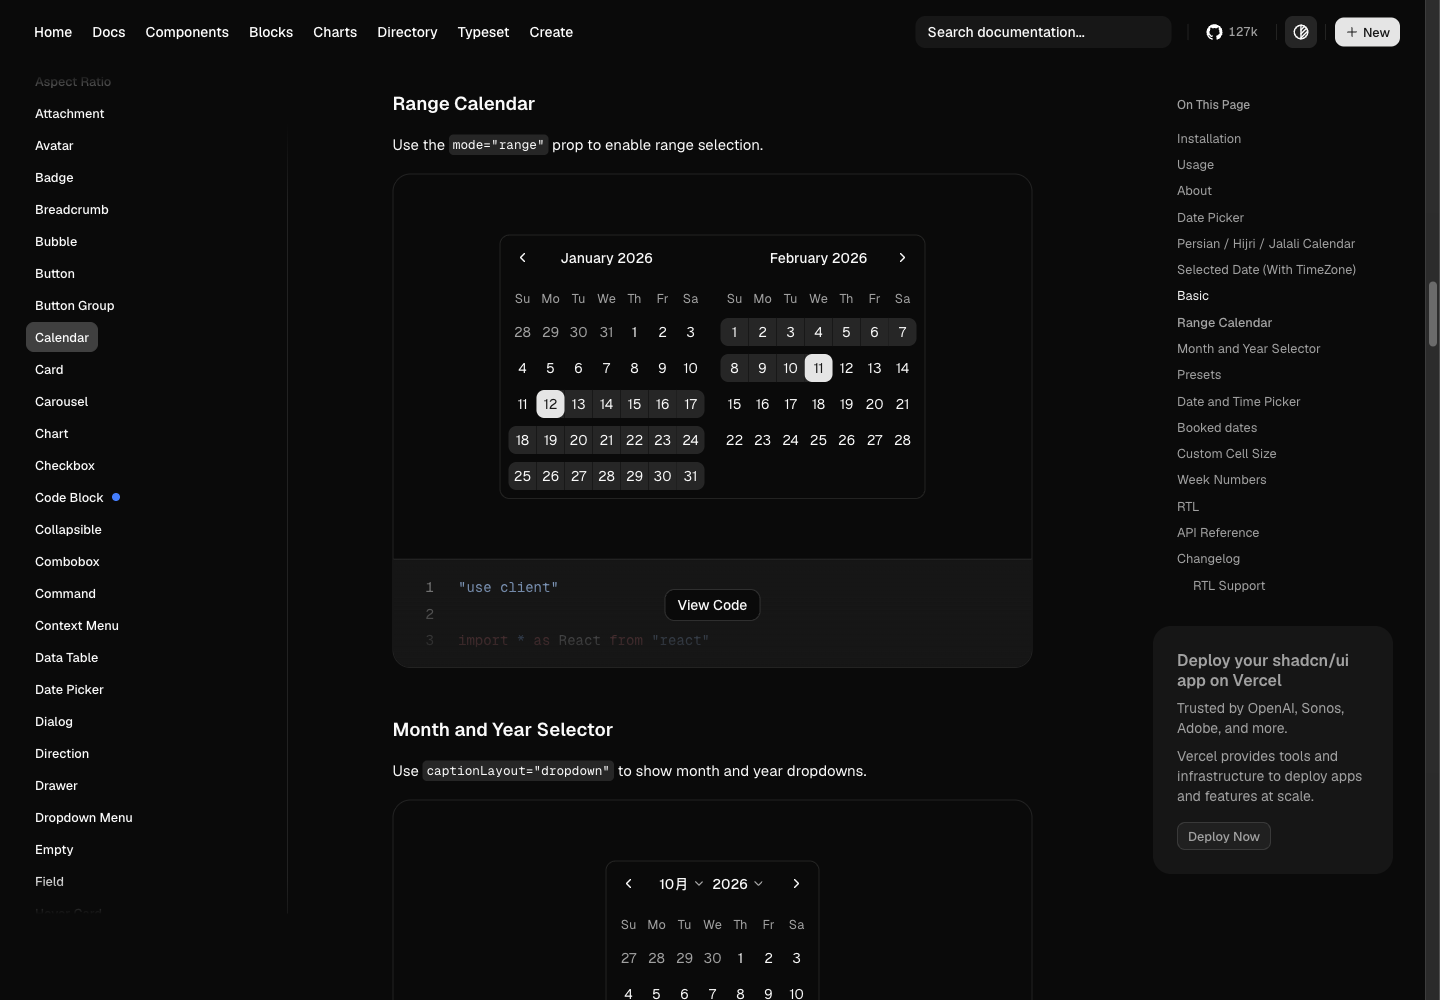 Home Docs Components Blocks Charts Directory Typeset Create
Search documentation...
127k
New
Aspect Ratio
Attachment
Avatar
Badge
Breadcrumb
Bubble
Button
Button Group
Calendar
Card
Carousel
Chart
Checkbox
Code Block
Collapsible
Combobox
Command
Context Menu
Data Table
Date Picker
Dialog
Direction
Drawer
Dropdown Menu
Empty
Field
Hover Card
Range Calendar
Use the mode="range" prop to enable range selection.
January 2026
Su Mo Tu We Th Fr Sa
28 29 30 31 1 2 3
4 5 6 7 8 9 10
11 12 13 14 15 16 17
18 19 20 21 22 23 24
25 26 27 28 29 30 31
February 2026
Su Mo Tu We Th Fr Sa
1 2 3 4 5 6 7
8 9 10 11 12 13 14
15 16 17 18 19 20 21
22 23 24 25 26 27 28
1 "use client"
2
3 import * as React from "react"
View Code
Month and Year Selector
Use captionLayout="dropdown" to show month and year dropdowns.
10月 2026
Su Mo Tu We Th Fr Sa
27 28 29 30 1 2 3
4 5 6 7 8 9 10
On This Page
Installation
Usage
About
Date Picker
Persian / Hijri / Jalali Calendar
Selected Date (With TimeZone)
Basic
Range Calendar
Month and Year Selector
Presets
Date and Time Picker
Booked dates
Custom Cell Size
Week Numbers
RTL
API Reference
Changelog
RTL Support
Deploy your shadcn/ui
app on Vercel
Trusted by OpenAI, Sonos,
Adobe, and more.
Vercel provides tools and
infrastructure to deploy apps
and features at scale.
Deploy Now